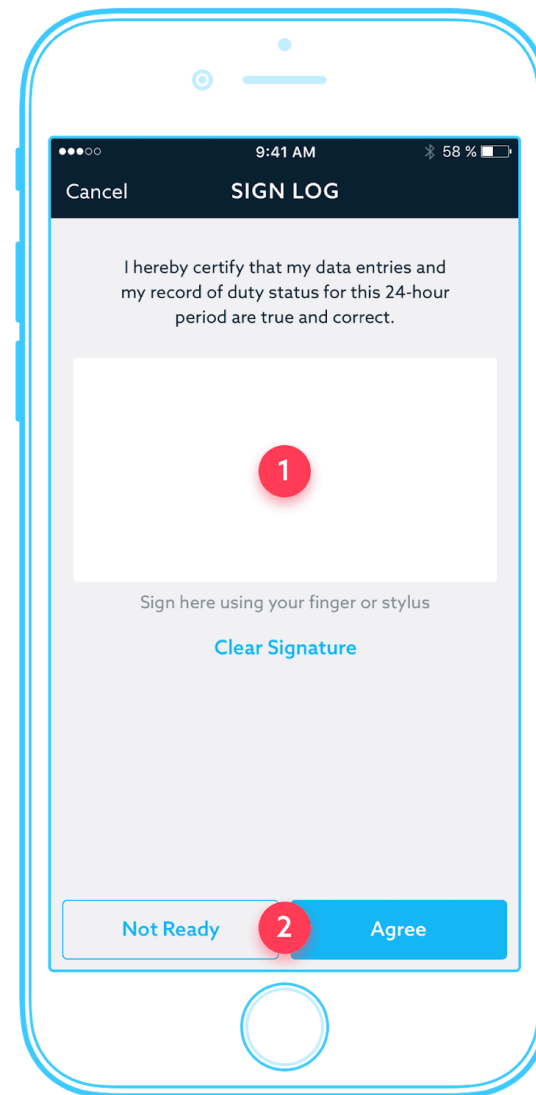 9:41 AM 58 %
Cancel SIGN LOG
I hereby certify that my data entries and
my record of duty status for this 24-hour
period are true and correct.
1
Sign here using your finger or stylus
Clear Signature
Not Ready 2 Agree